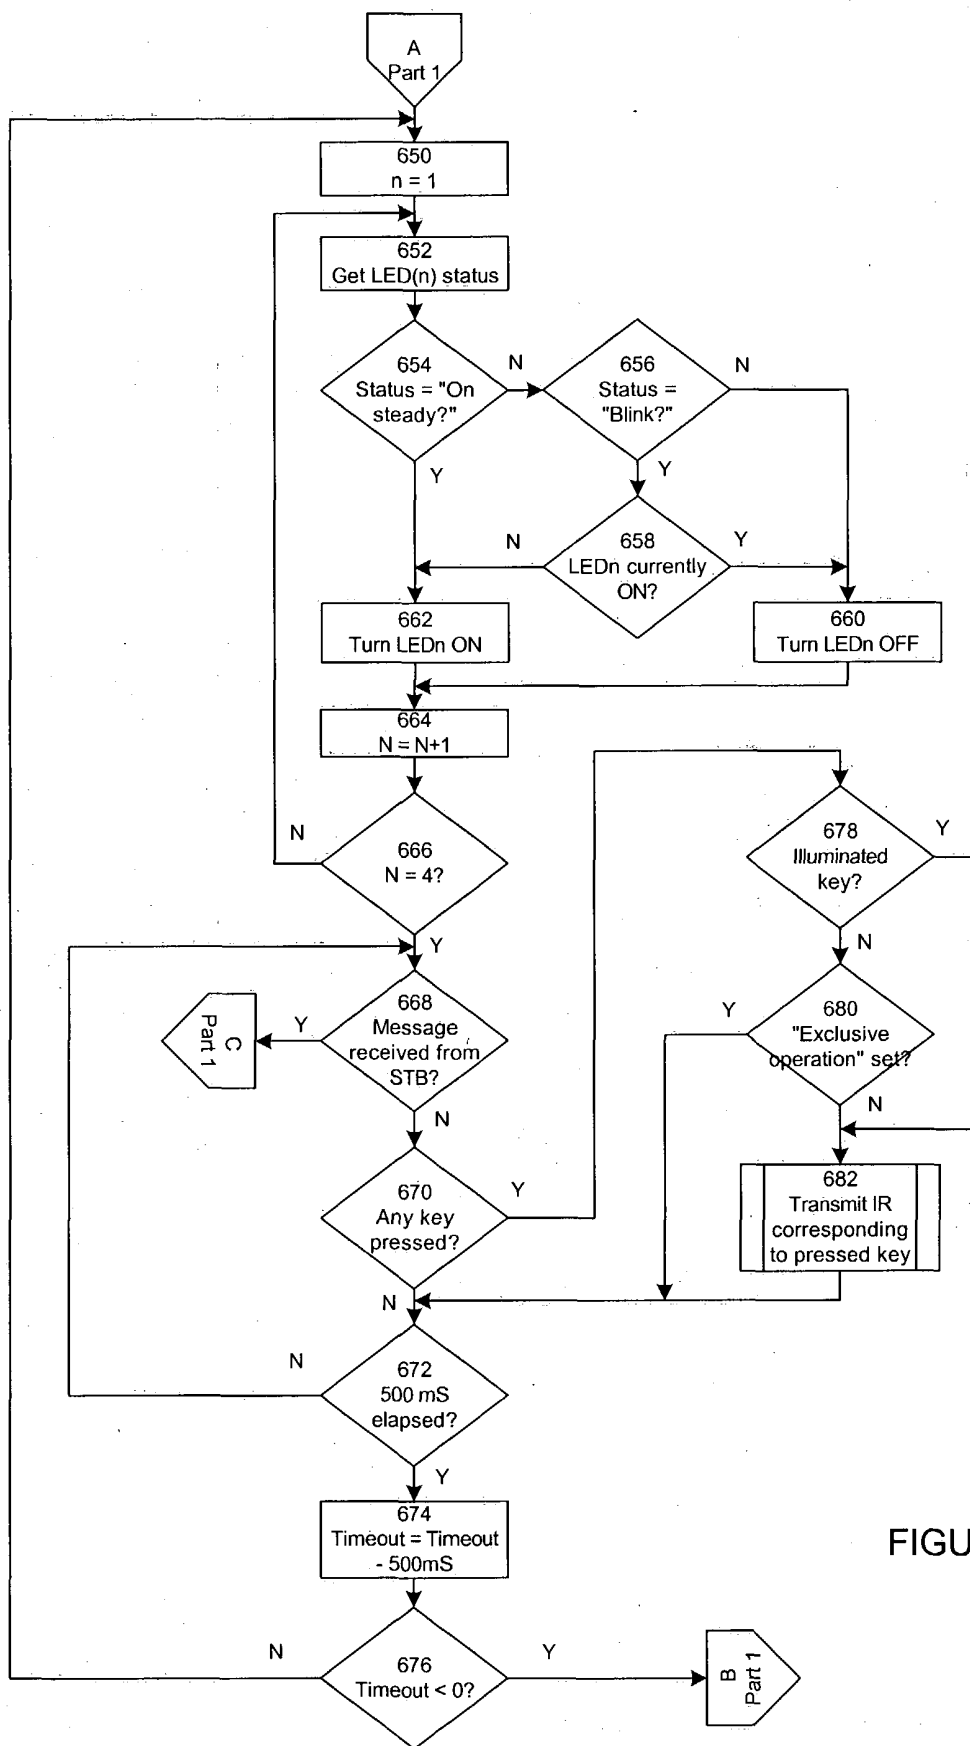 A
Part 1
650
n = 1
652
Get LED(n) status
654
Status = "On
steady?"
N
656
Status =
"Blink?"
N
Y
Y
658
LEDn currently
ON?
N
Y
662
Turn LEDn ON
660
Turn LEDn OFF
664
N = N+1
666
N = 4?
N
Y
678
Illuminated
key?
Y
N
668
Message
received from
STB?
Y
C
Part 1
N
680
"Exclusive
operation" set?
Y
N
670
Any key
pressed?
Y
N
682
Transmit IR
corresponding
to pressed key
672
500 mS
elapsed?
N
Y
674
Timeout = Timeout
- 500mS
FIGU
676
Timeout < 0?
N
Y
B
Part 1